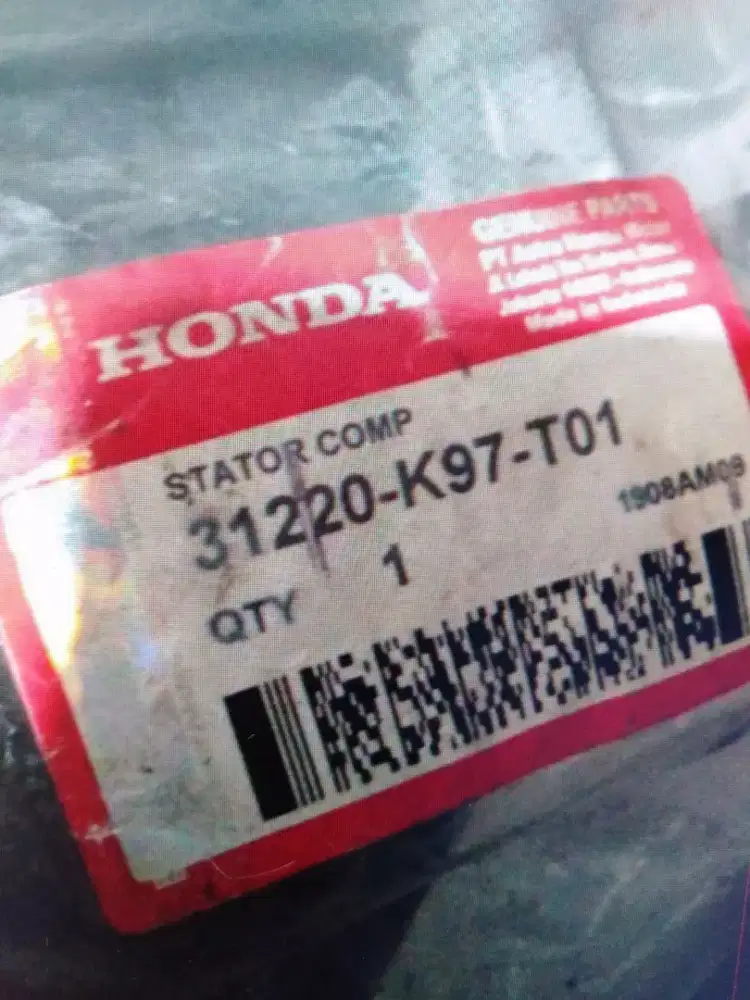 HONDA
GENUINE PARTS
PT Astra Honda Motor
Made in Indonesia
STATOR COMP
31220-K97-T01
1908AM09
QTY 1